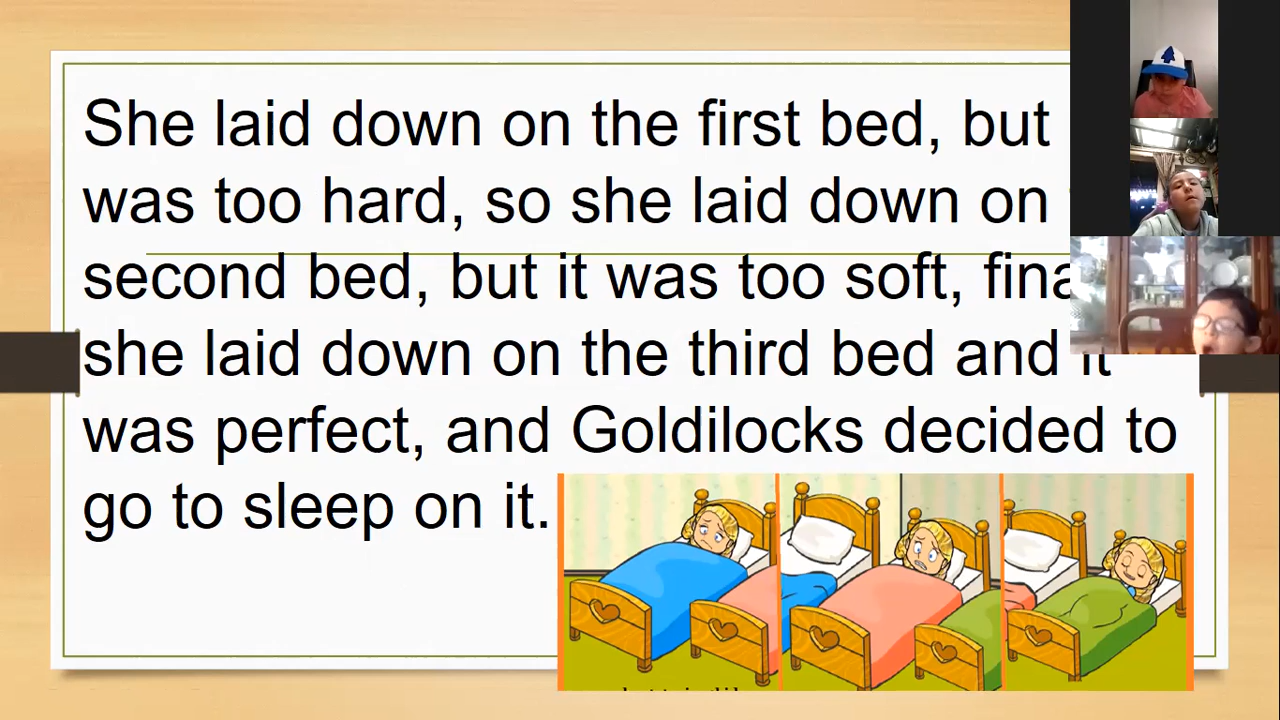 She laid down on the first bed, but
was too hard, so she laid down on
second bed, but it was too soft,
she laid down on the third bed and it
was perfect, and Goldilocks decided to
go to sleep on it.